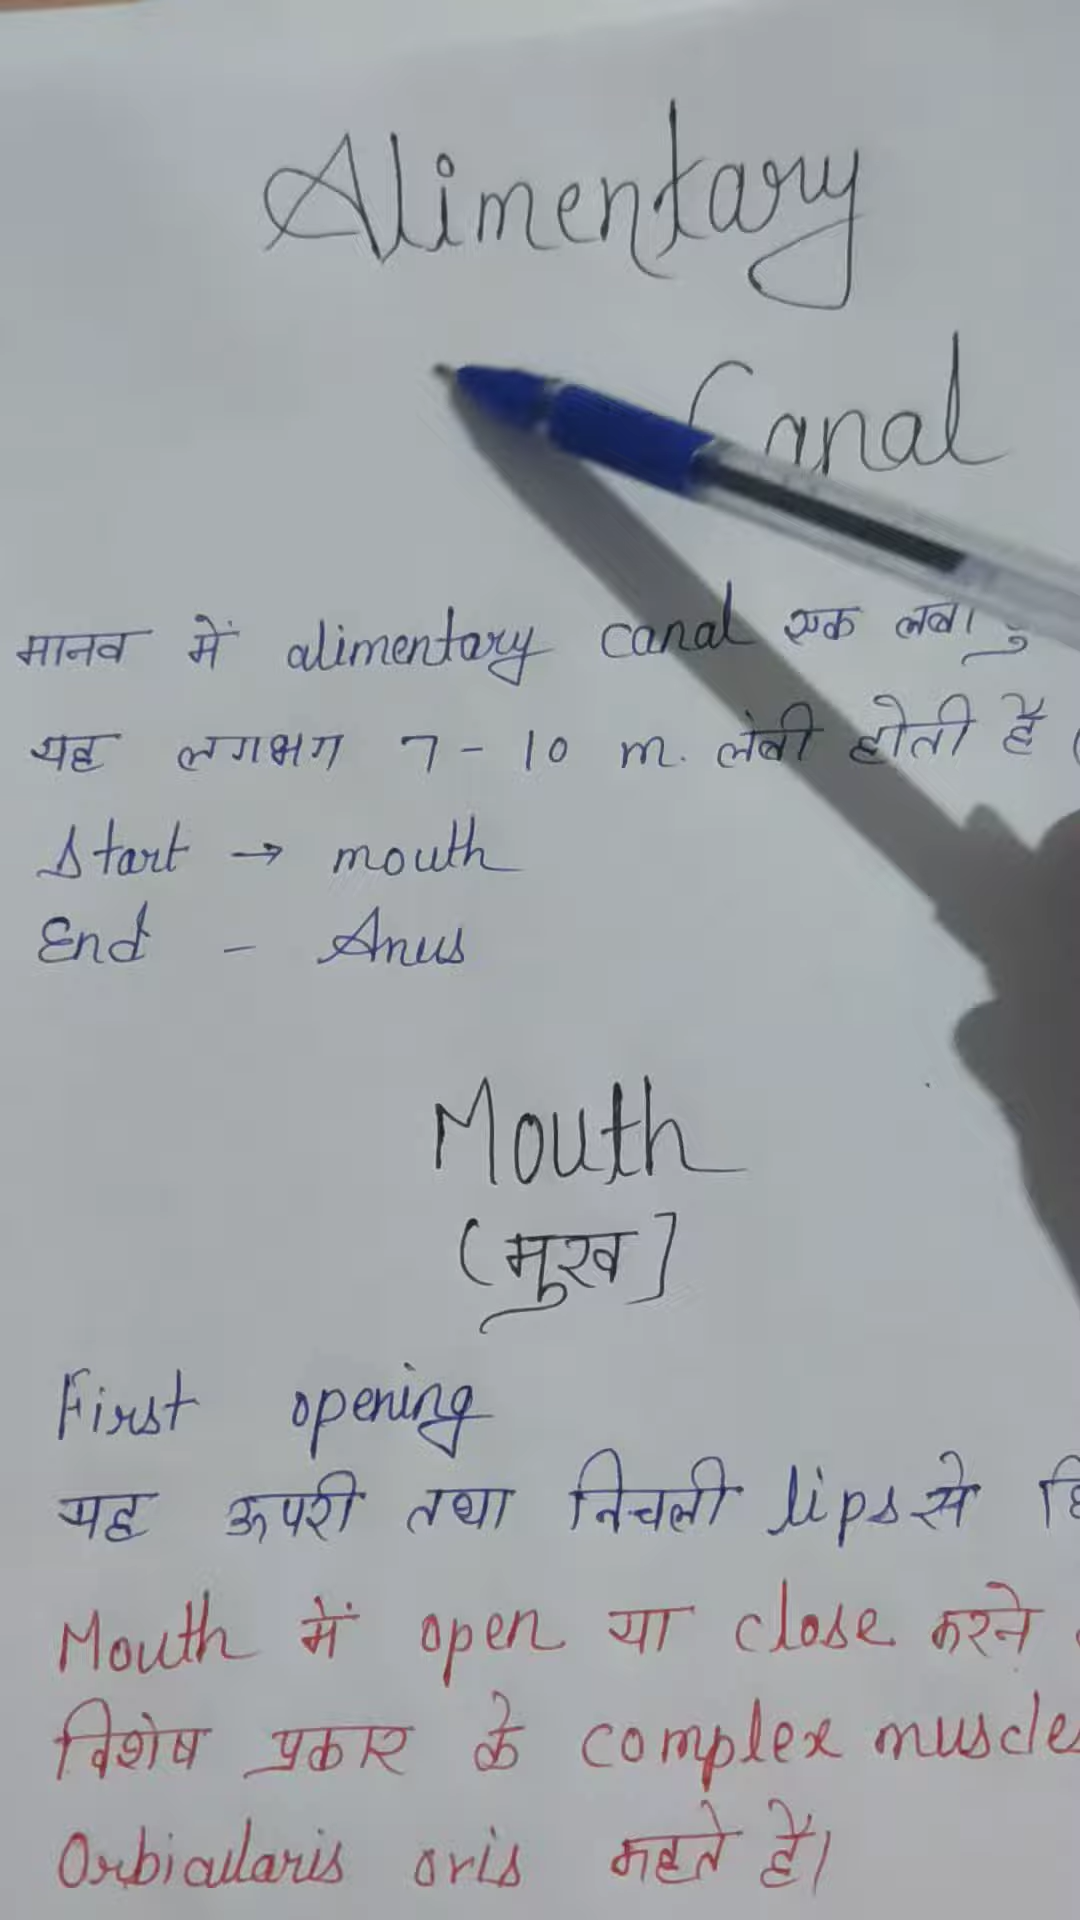 Alimentary
Canal
मानव में alimentary canal एक लंबा
यह लगभग 7-10 m. लंबी होती है
Start → mouth
End - Anus
Mouth
(मुख]
First opening
यह ऊपरी तथा निचली lips से
Mouth में open या close करने
विशेष प्रकार के complex muscles
Orbicularis oris कहते हैं।